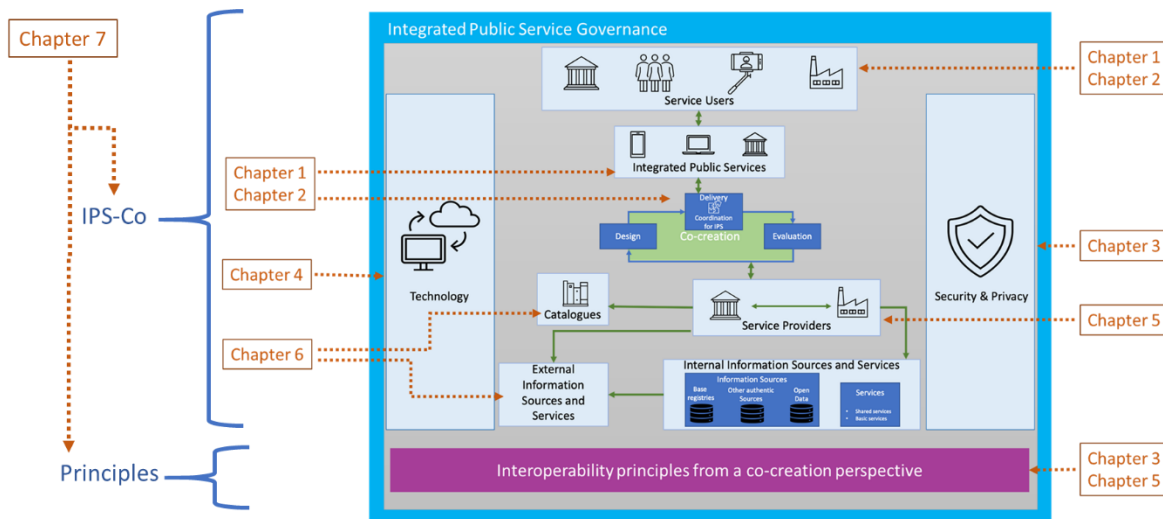 Chapter 7
IPS-Co
Principles
Integrated Public Service Governance
Service Users
Chapter 1
Chapter 2
Integrated Public Services
Chapter 1
Chapter 2
Delivery
Coordination
for IPS
Design
Co-creation
Evaluation
Technology
Security & Privacy
Chapter 4
Chapter 3
Catalogues
Service Providers
Chapter 5
Chapter 6
External
Information
Sources and
Services
Internal Information Sources and Services
Information Sources
Base
registries
Other authentic
Sources
Open
Data
Services
• Shared services
• Basic services
Interoperability principles from a co-creation perspective
Chapter 3
Chapter 5